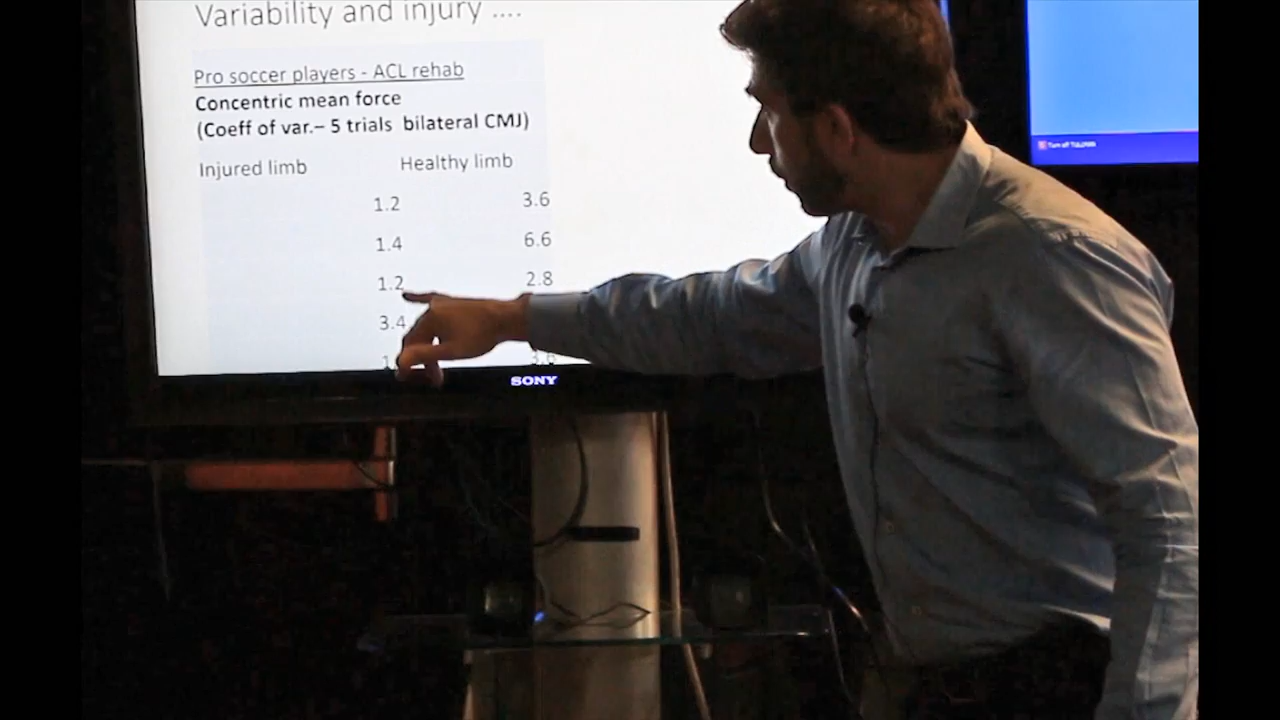 Variability and injury ....
Pro soccer players - ACL rehab
Concentric mean force
(Coeff of var.– 5 trials bilateral CMJ)
Injured limb Healthy limb
1.2 3.6
1.4 6.6
1.2 2.8
3.4
SONY